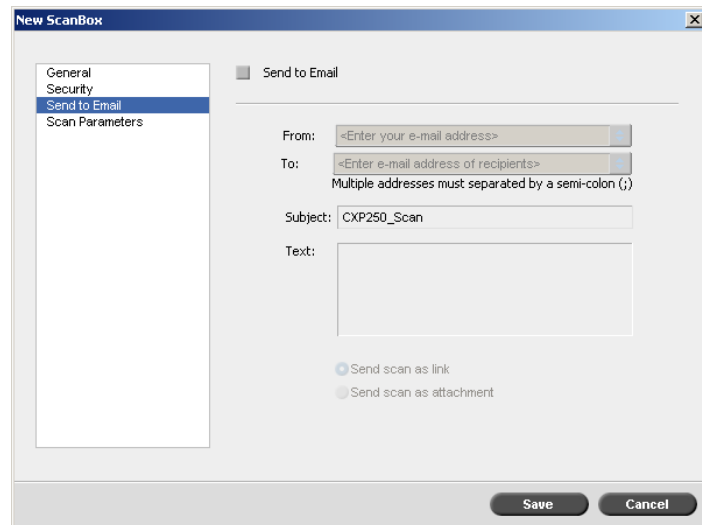 New ScanBox
General
Security
Send to Email
Scan Parameters
Send to Email
From: <Enter your e-mail address>
To: <Enter e-mail address of recipients>
Multiple addresses must separated by a semi-colon (;)
Subject: CXP250_Scan
Text:
Send scan as link
Send scan as attachment
Save Cancel